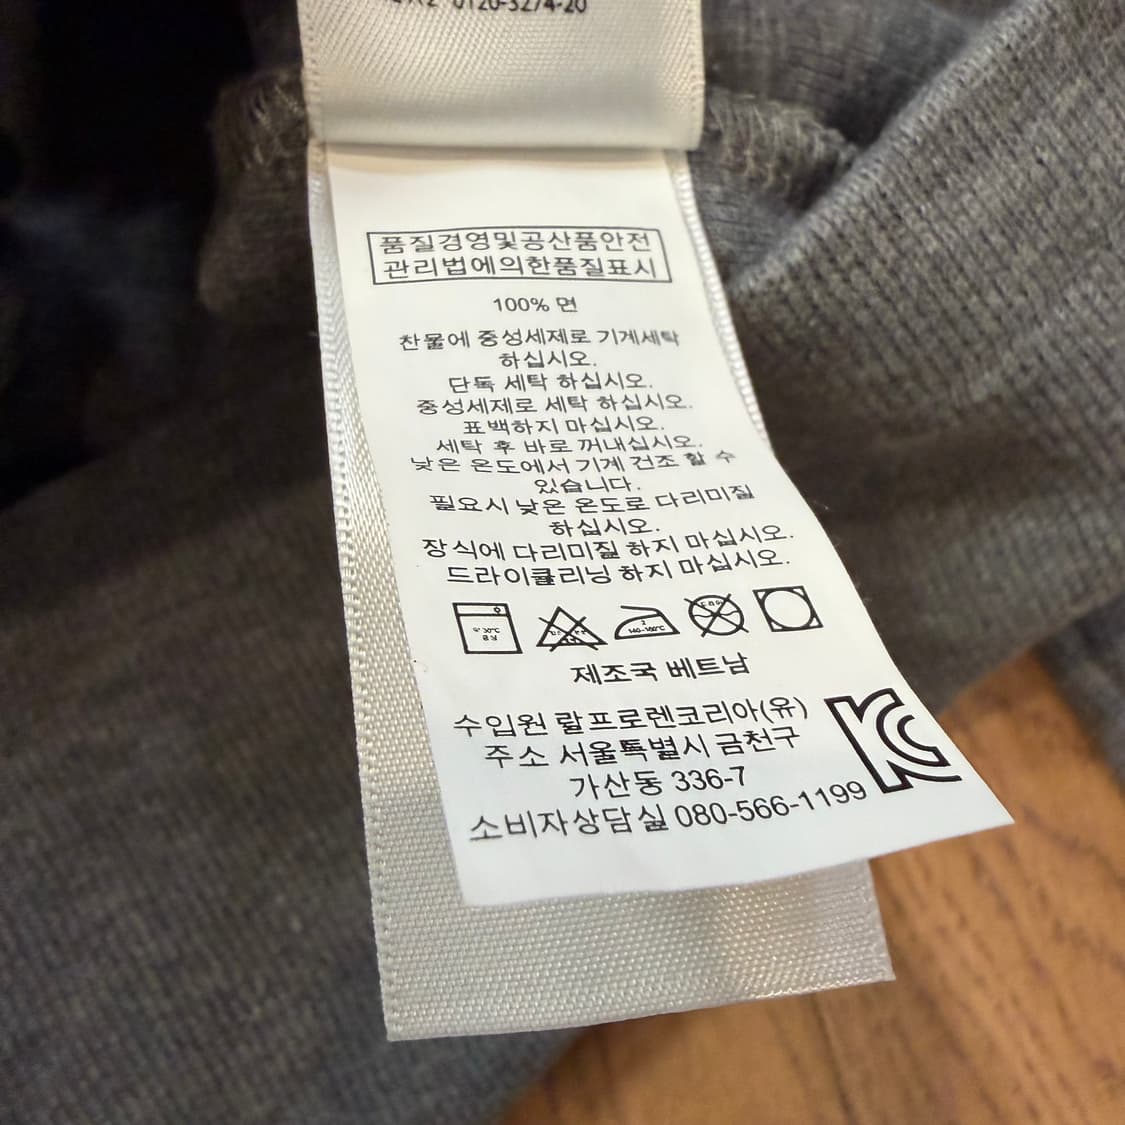 0120-3274-20
품질경영및공산품안전
관리법에의한품질표시
100% 면
찬물에 중성세제로 기계세탁
하십시오.
단독 세탁 하십시오.
중성세제로 세탁 하십시오.
표백하지 마십시오.
세탁 후 바로 꺼내십시오.
낮은 온도에서 기계 건조 할 수
있습니다.
필요시 낮은 온도로 다리미질
하십시오.
장식에 다리미질 하지 마십시오.
드라이클리닝 하지 마십시오.
제조국 베트남
수입원 랄프로렌코리아(유)
주소 서울특별시 금천구
가산동 336-7
소비자상담실 080-566-1199